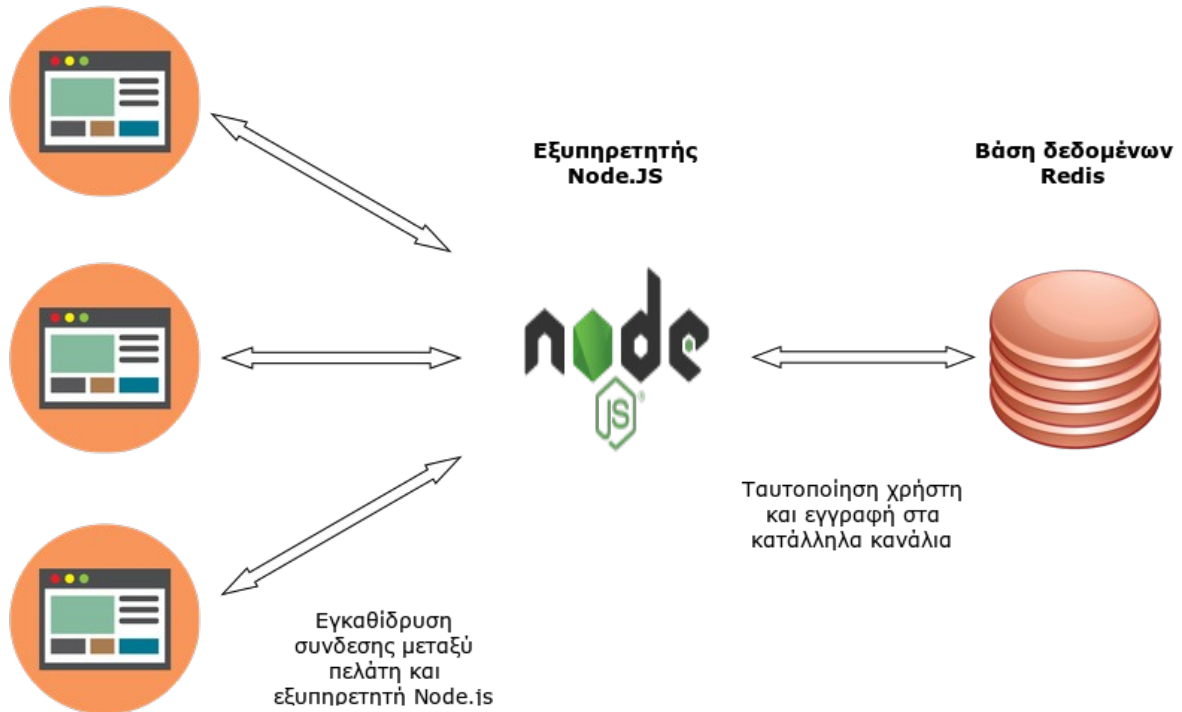 Εξυπηρετητής
Node.JS
Βάση δεδομένων
Redis
node
JS
®
Ταυτοποίηση χρήστη
και εγγραφή στα
κατάλληλα κανάλια
Εγκαθίδρυση
συνδεσης μεταξύ
πελάτη και
εξυπηρετητή Node.js